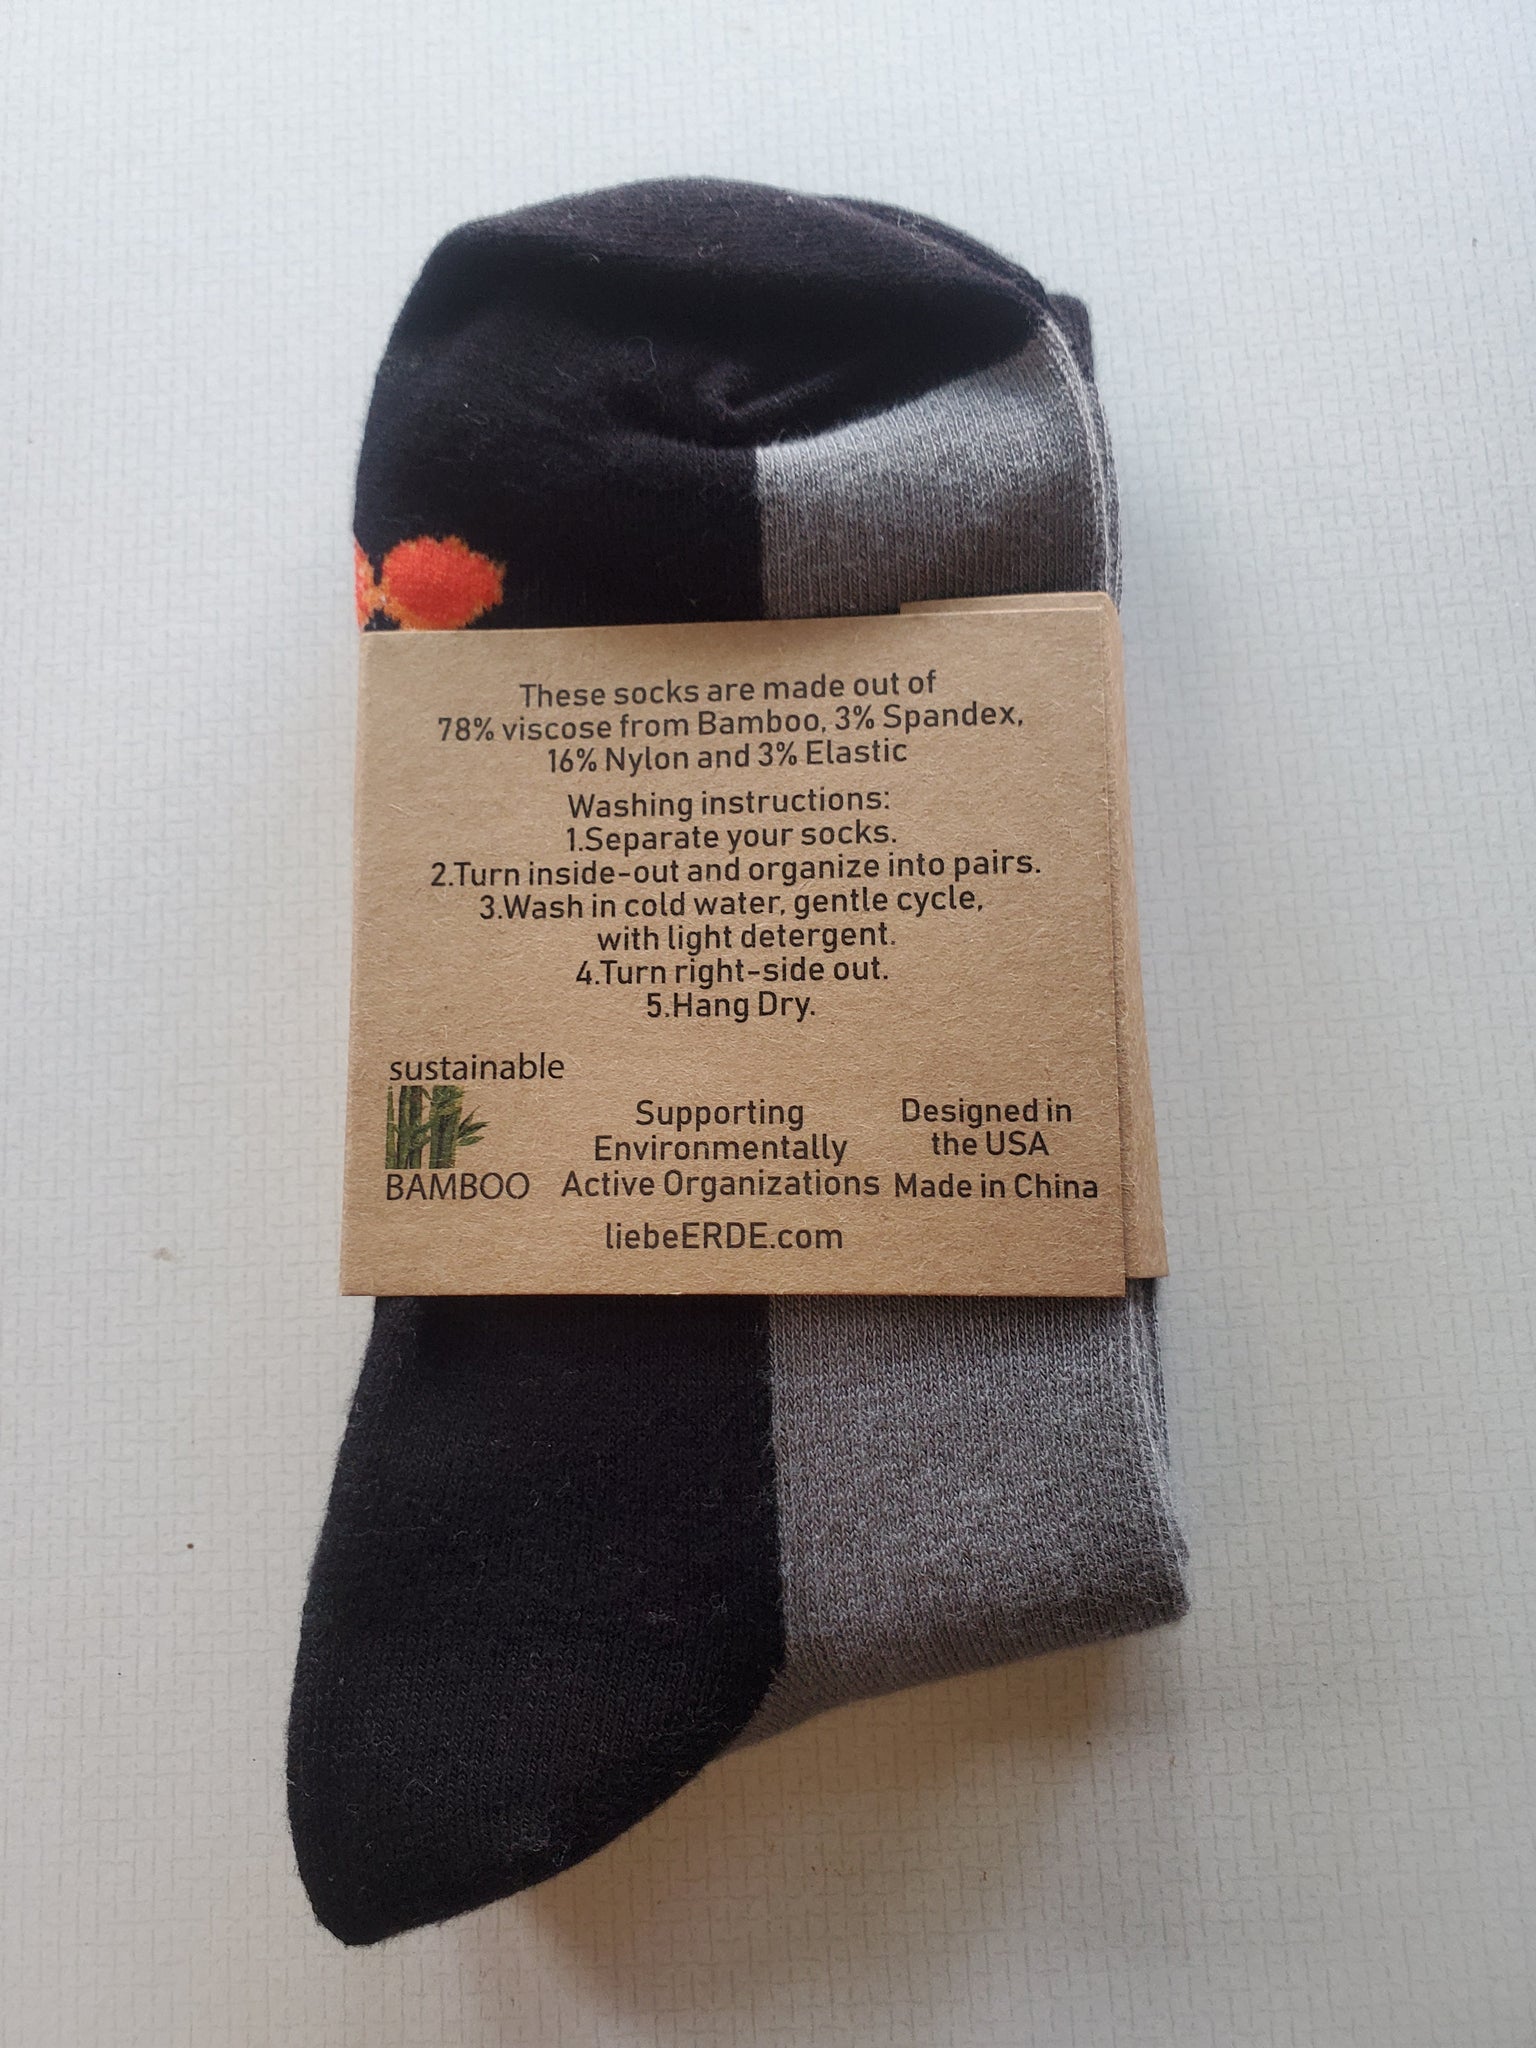 These socks are made out of
78% viscose from Bamboo, 3% Spandex,
16% Nylon and 3% Elastic
Washing instructions:
1.Separate your socks.
2.Turn inside-out and organize into pairs.
3.Wash in cold water, gentle cycle,
with light detergent.
4.Turn right-side out.
5.Hang Dry.
sustainable
BAMBOO
Supporting
Environmentally
Active Organizations
Designed in
the USA
Made in China
liebeERDE.com